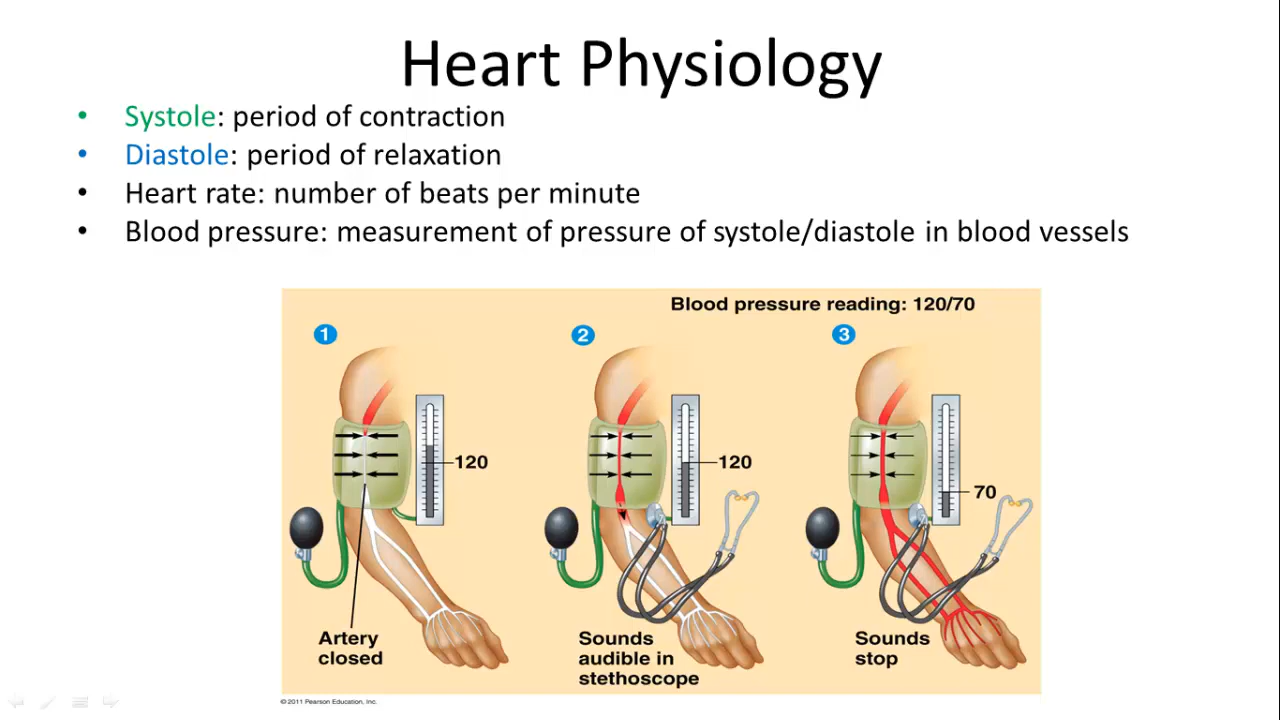 Heart Physiology
• Systole: period of contraction
• Diastole: period of relaxation
• Heart rate: number of beats per minute
• Blood pressure: measurement of pressure of systole/diastole in blood vessels
Blood pressure reading: 120/70
1
2
3
120
120
70
Artery
closed
Sounds
audible in
stethoscope
Sounds
stop
© 2011 Pearson Education, Inc.